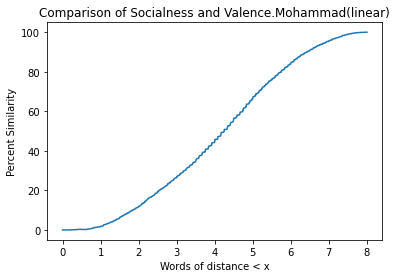 Comparison of Socialness and Valence.Mohammad(linear)
Percent Similarity
100
80
60
40
20
0
0 1 2 3 4 5 6 7 8
Words of distance < x